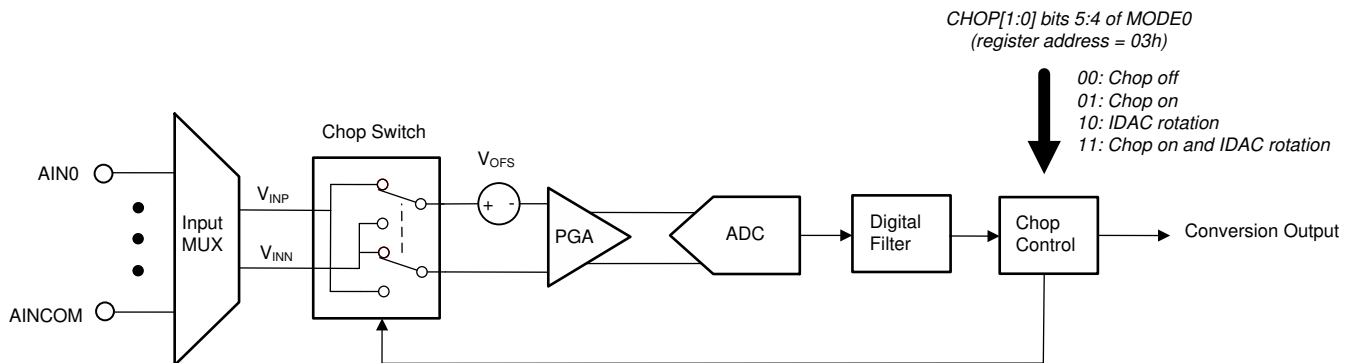 CHOP[1:0] bits 5:4 of MODE0
(register address = 03h)
00: Chop off
01: Chop on
10: IDAC rotation
11: Chop on and IDAC rotation
Chop Switch
VOFS
AIN0
VINP
+ -
Input
MUX
PGA
ADC
Digital
Filter
Chop
Control
Conversion Output
VINN
AINCOM